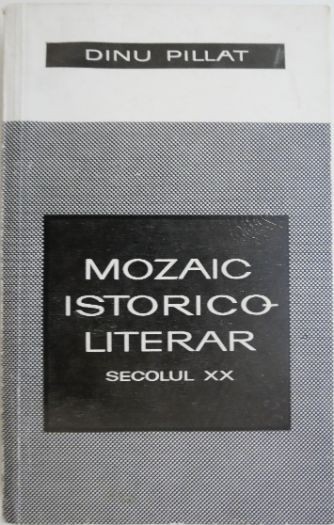 DINU PILLAT
MOZAIC
ISTORICO-
LITERAR
SECOLUL XX